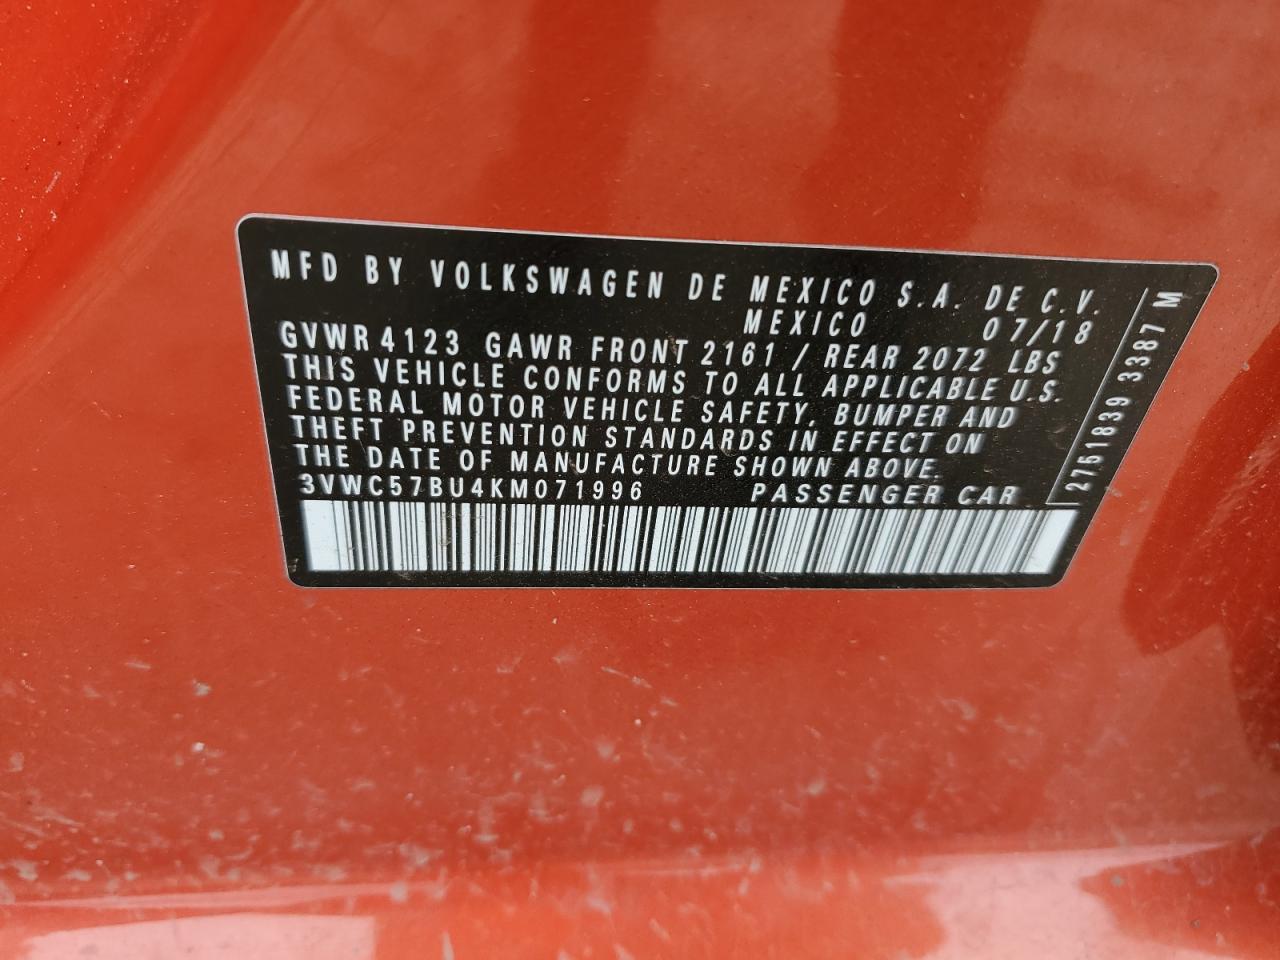 MFD BY VOLKSWAGEN DE MEXICO S.A. DE C.V.
MEXICO 07/18
GVWR 4123 GAWR FRONT 2161 / REAR 2072 LBS
THIS VEHICLE CONFORMS TO ALL APPLICABLE U.S.
FEDERAL MOTOR VEHICLE SAFETY, BUMPER AND
THEFT PREVENTION STANDARDS IN EFFECT ON
THE DATE OF MANUFACTURE SHOWN ABOVE.
3VWC57BU4KM071996 PASSENGER CAR
2751839 3387 M